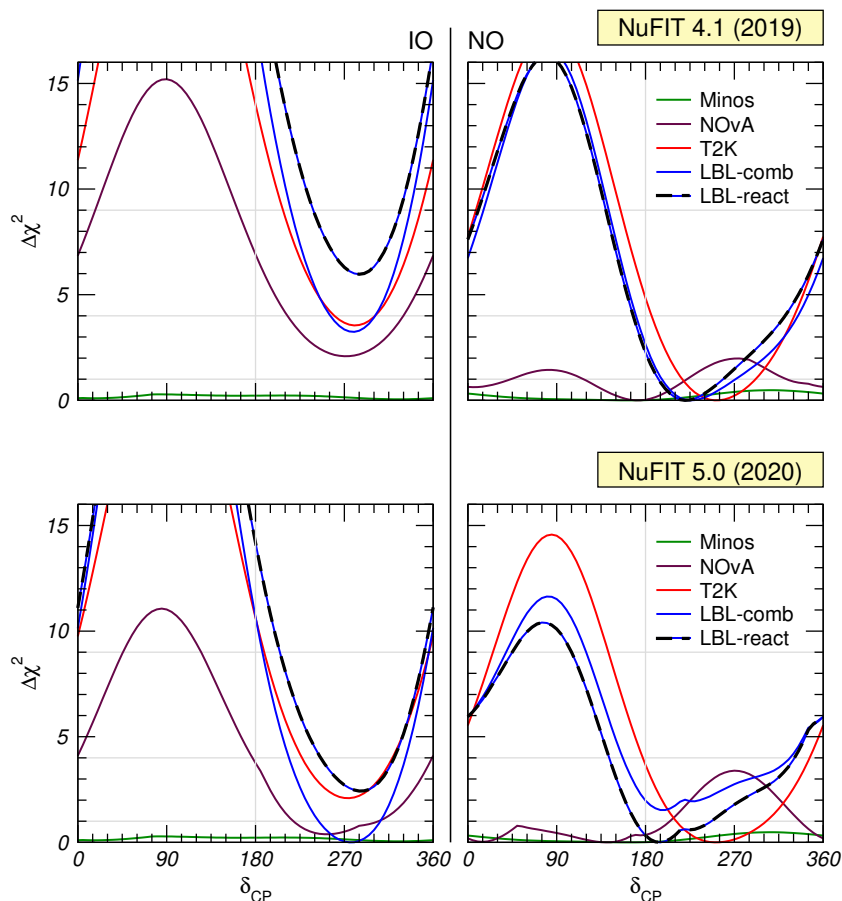 IO
NO
NuFIT 4.1 (2019)
15
10
5
0
Δχ²
Minos
NOvA
T2K
LBL-comb
LBL-react
NuFIT 5.0 (2020)
15
10
5
0
Δχ²
Minos
NOvA
T2K
LBL-comb
LBL-react
0 90 180 270 360
0 90 180 270 360
δCP
δCP